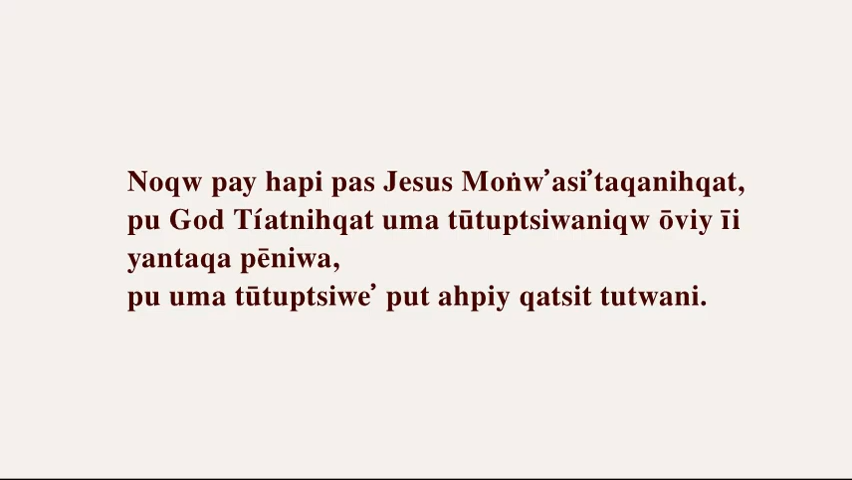 Noqw pay hapi pas Jesus Moṅw’asi’taqanihqat,
pu God Tíatnihqat uma tūtuptsiwaniqw ōviy īi
yantaqa pēniwa,
pu uma tūtuptsiwe’ put ahpiy qatsit tutwani.